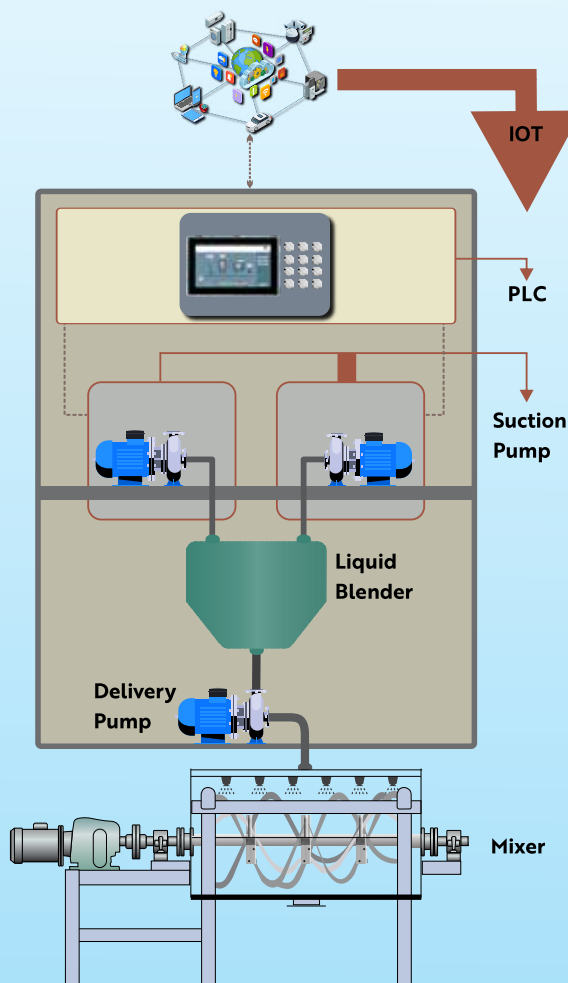 IOT
PLC
Suction
Pump
Liquid
Blender
Delivery
Pump
Mixer